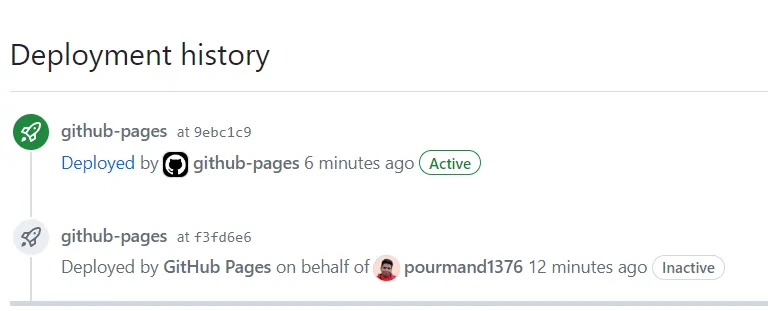 Deployment history
github-pages at 9ebc1c9
Deployed by github-pages 6 minutes ago Active
github-pages at f3fd6e6
Deployed by GitHub Pages on behalf of pourmand1376 12 minutes ago Inactive